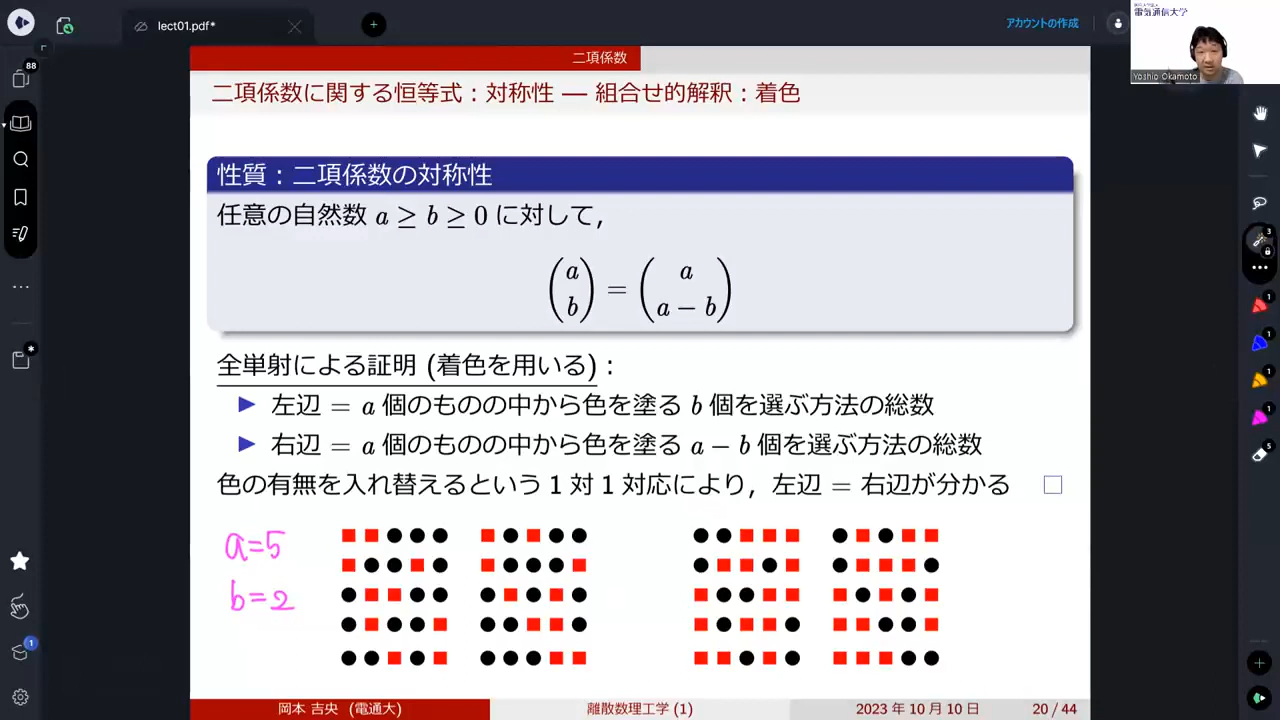 lect01.pdf*
アカウントの作成
電気通信大学
Yoshio Okamoto
88
二項係数
二項係数に関する恒等式：対称性 — 組合せ的解釈：着色
性質：二項係数の対称性
任意の自然数 a ≥ b ≥ 0 に対して,
(a b) = (a a − b)
全単射による証明 (着色を用いる)：
▶ 左辺 = a 個のものの中から色を塗る b 個を選ぶ方法の総数
▶ 右辺 = a 個のものの中から色を塗る a − b 個を選ぶ方法の総数
色の有無を入れ替えるという 1 対 1 対応により, 左辺 = 右辺が分かる □
a=5
b=2
3
1
1
1
1
5
1
岡本 吉央 (電通大)
離散数理工学 (1)
2023 年 10 月 10 日
20 / 44